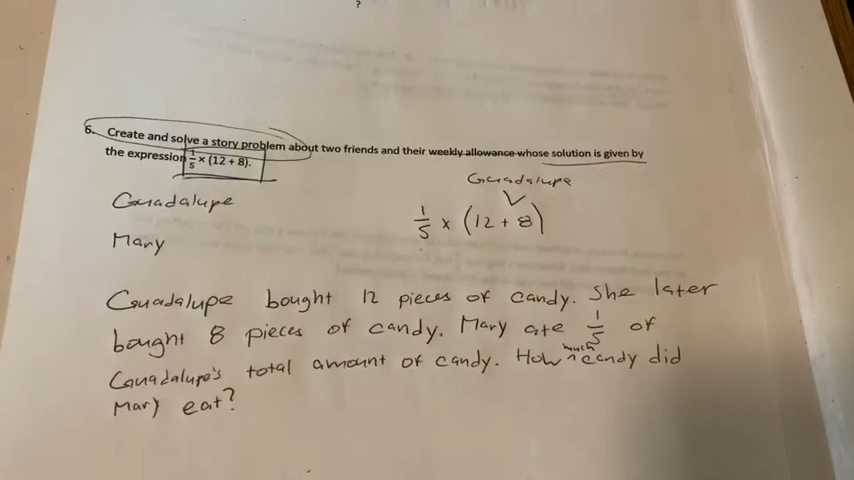 ?
6. Create and solve a story problem about two friends and their weekly allowance whose solution is given by
the expression 1/5 × (12 + 8).
Guadalupe
Guadalupe
1/5 × (12 + 8)
Mary
Guadalupe bought 12 pieces of candy. She later
bought 8 pieces of candy. Mary ate 1/5 of
Guadalupe's total amount of candy. How much candy did
Mary eat?